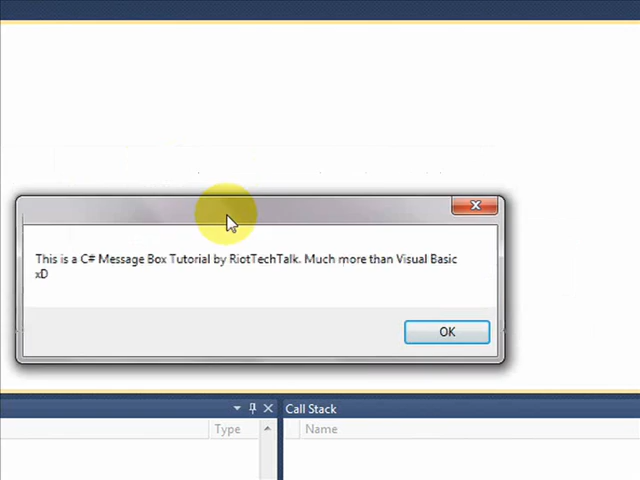 This is a C# Message Box Tutorial by RiotTechTalk. Much more than Visual Basic
xD
OK
Call Stack
Type
Name